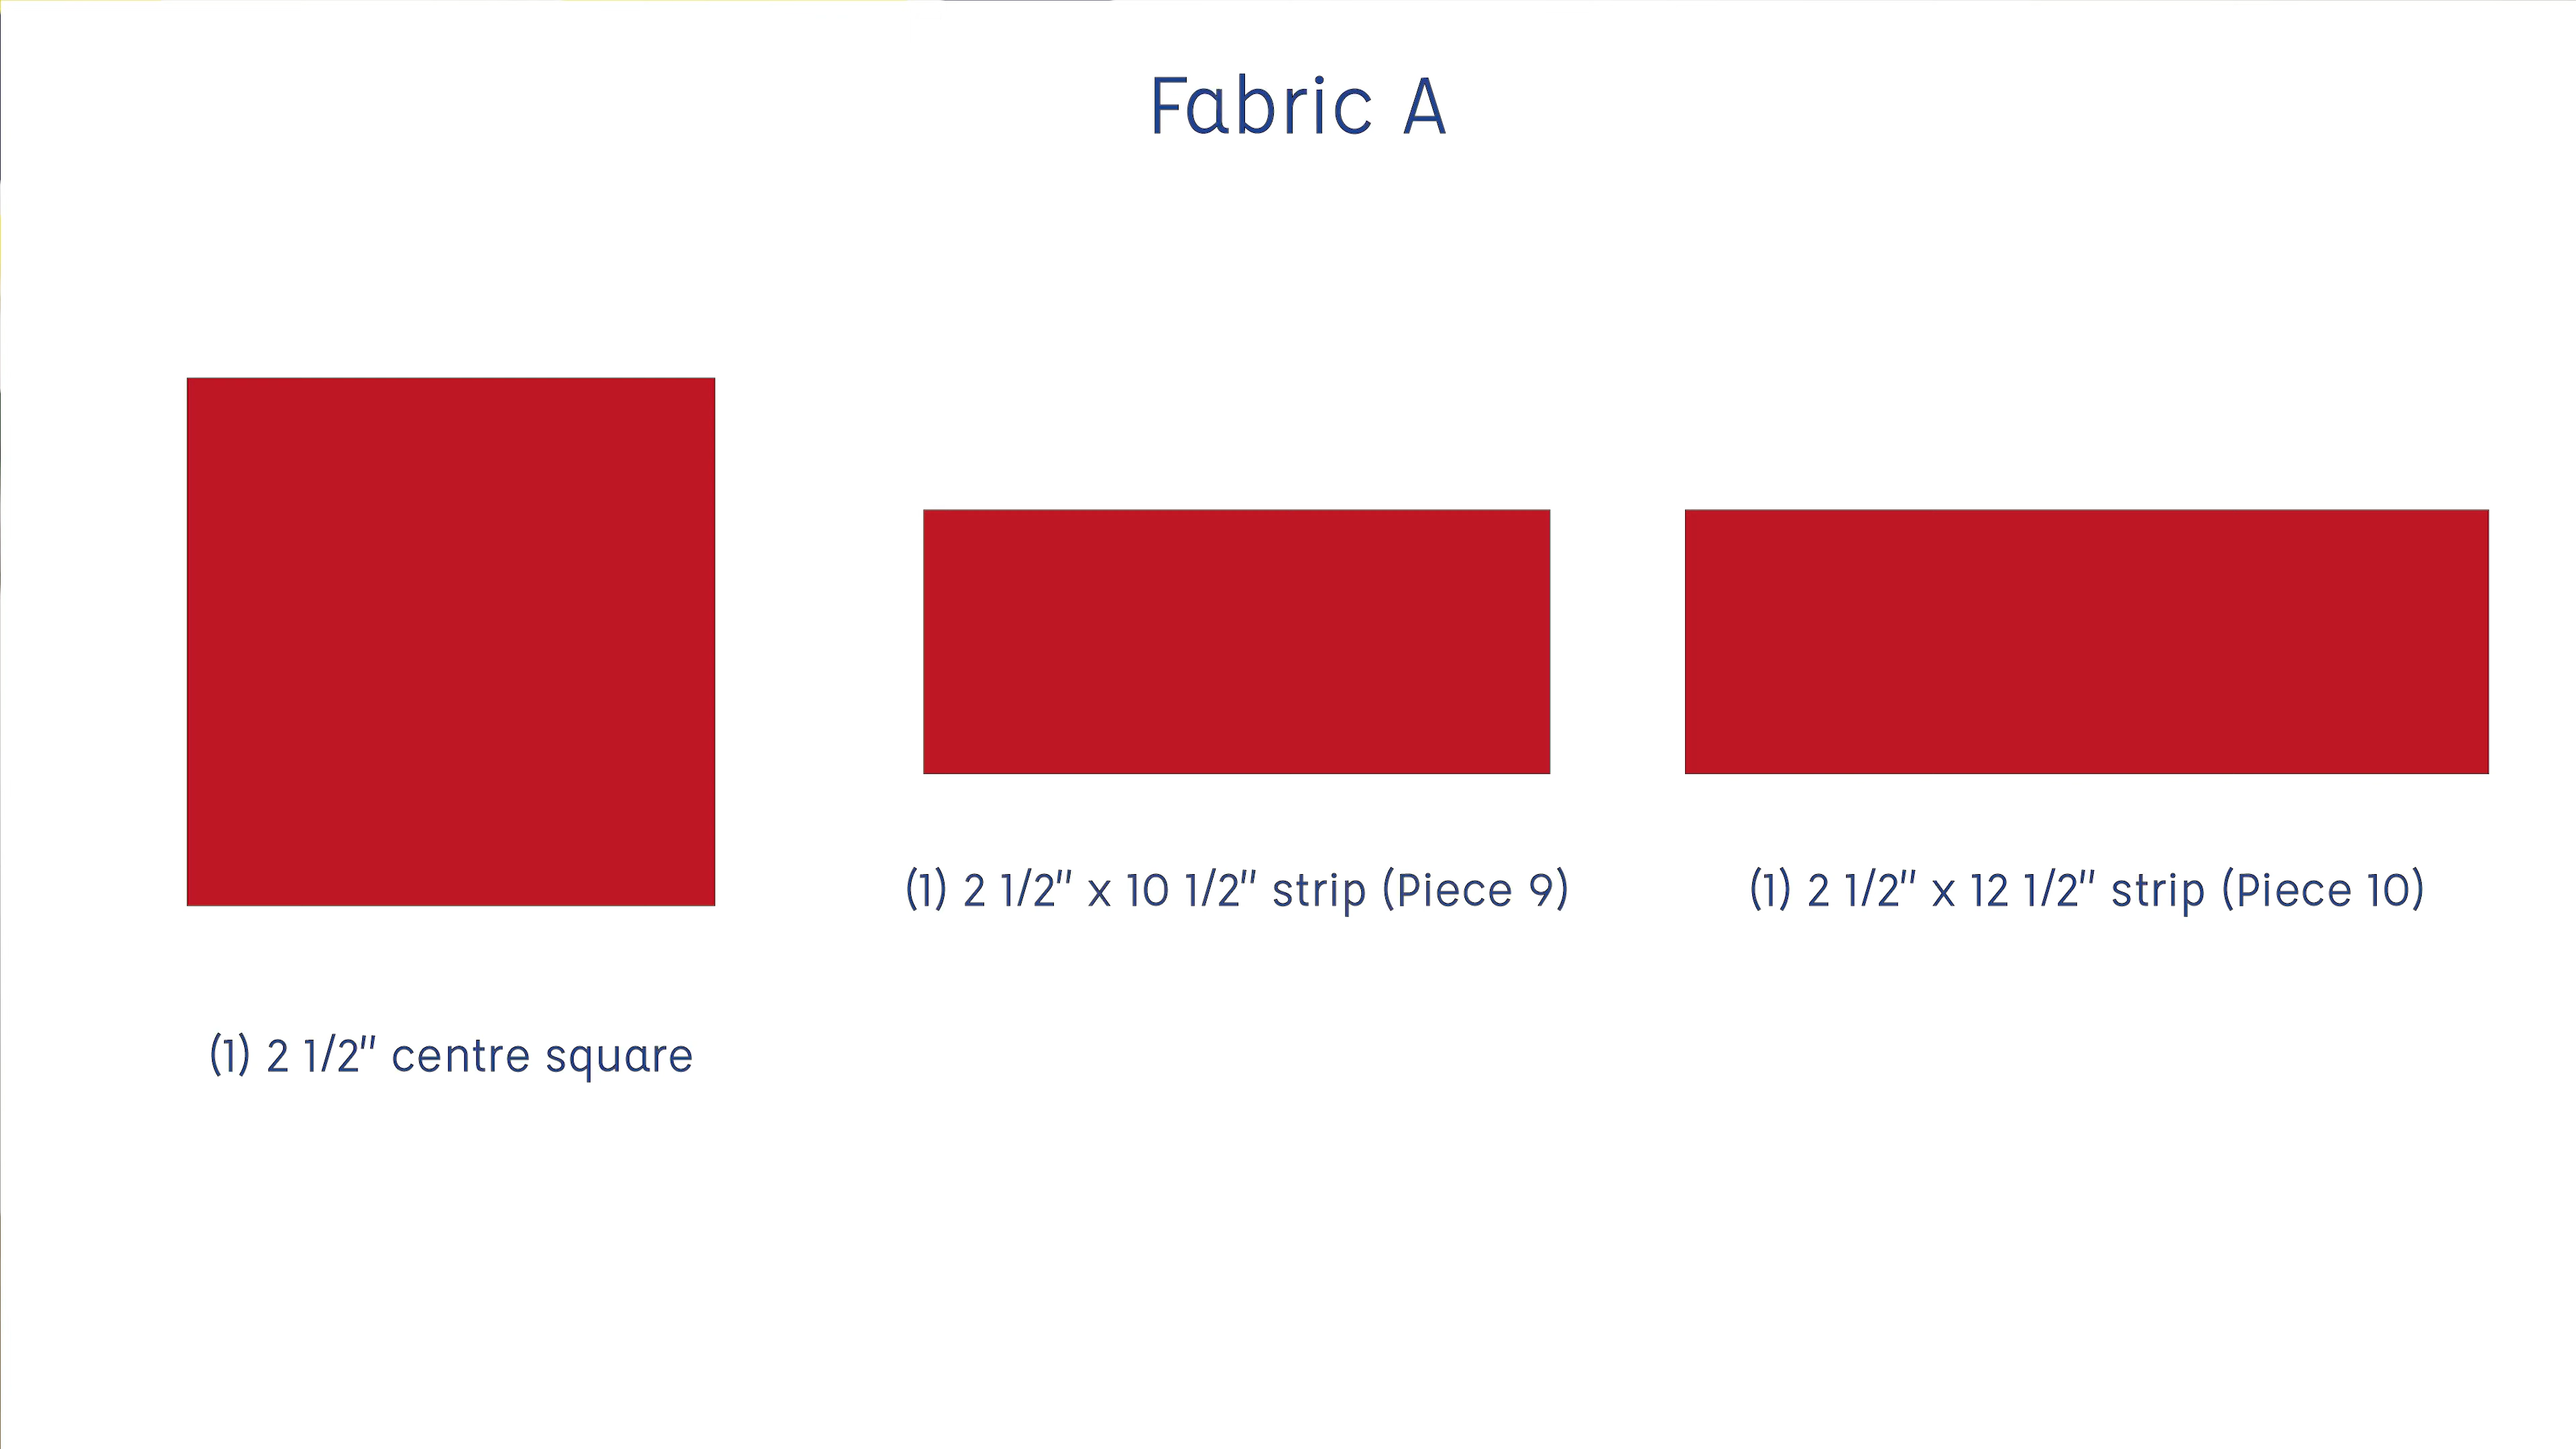 Fabric A
(1) 2 1/2" x 10 1/2" strip (Piece 9)
(1) 2 1/2" x 12 1/2" strip (Piece 10)
(1) 2 1/2" centre square